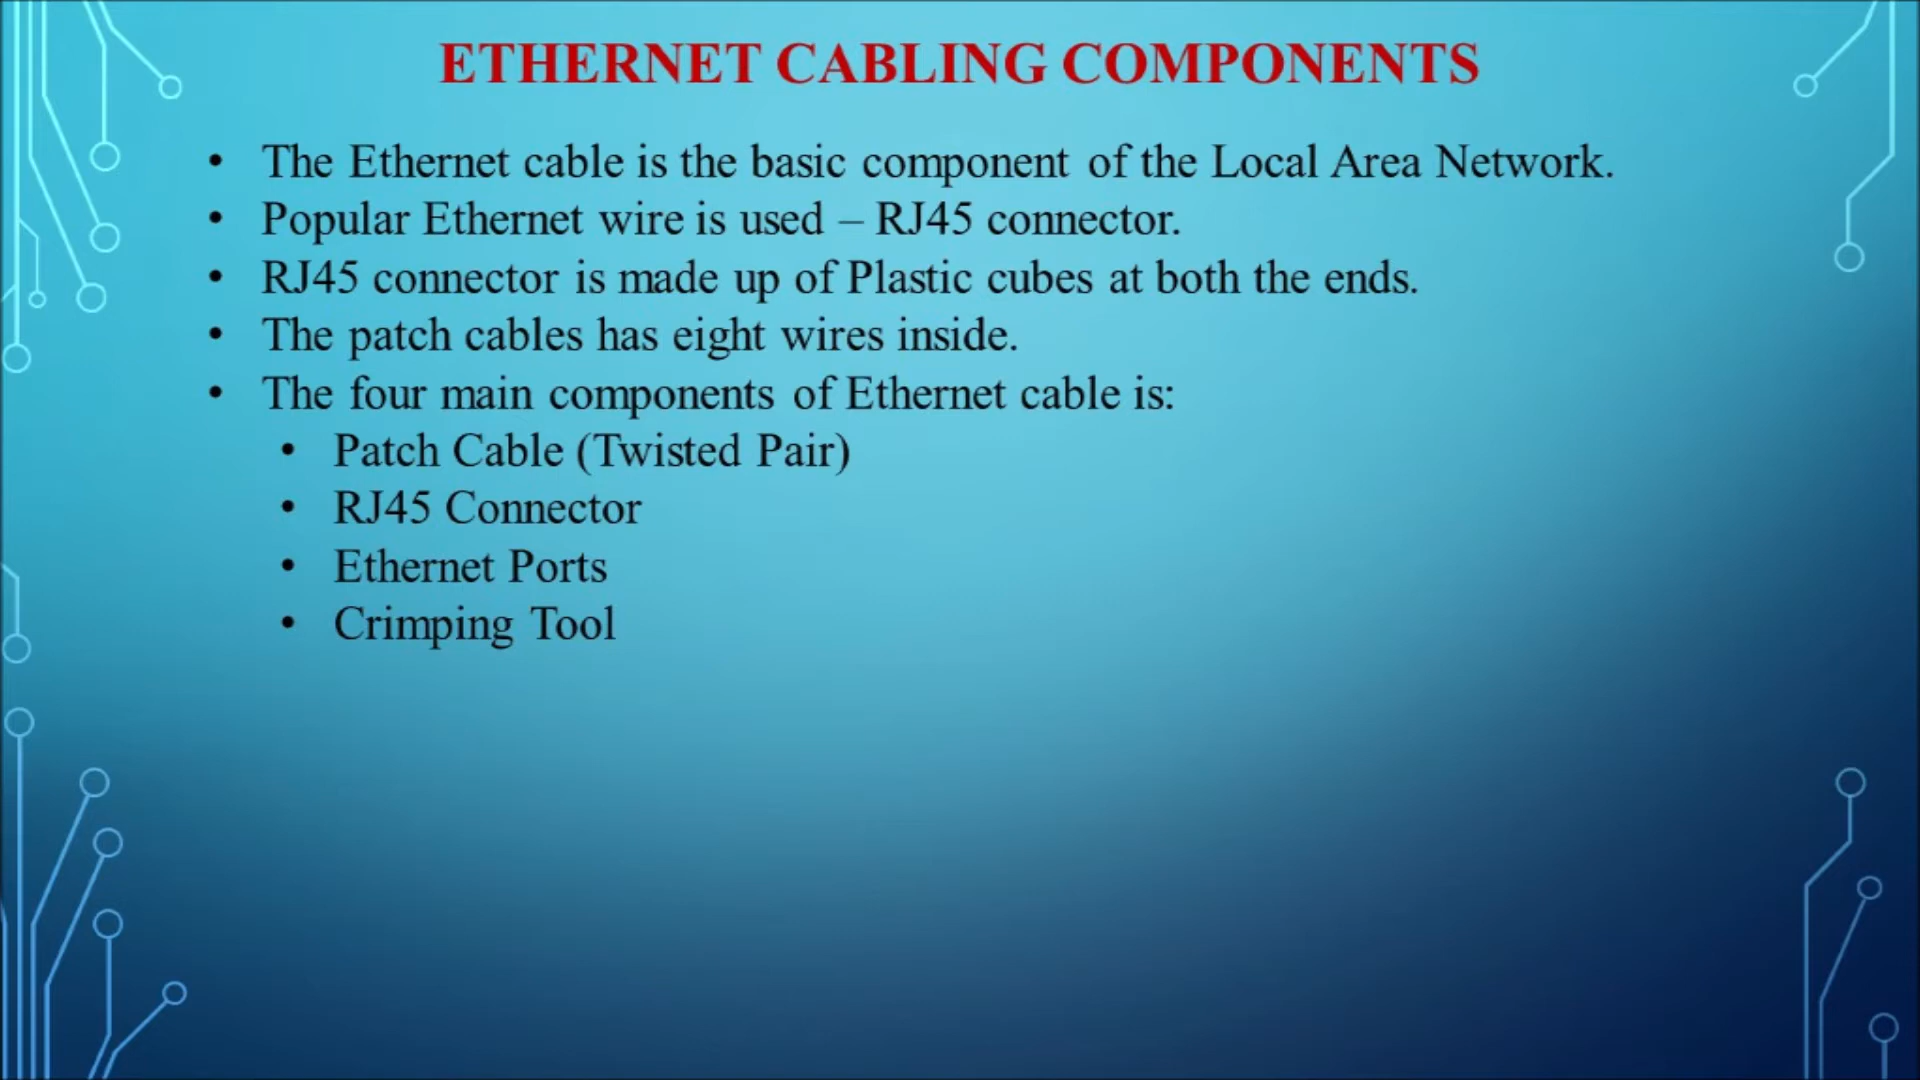 ETHERNET CABLING COMPONENTS
• The Ethernet cable is the basic component of the Local Area Network.
• Popular Ethernet wire is used – RJ45 connector.
• RJ45 connector is made up of Plastic cubes at both the ends.
• The patch cables has eight wires inside.
• The four main components of Ethernet cable is:
• Patch Cable (Twisted Pair)
• RJ45 Connector
• Ethernet Ports
• Crimping Tool